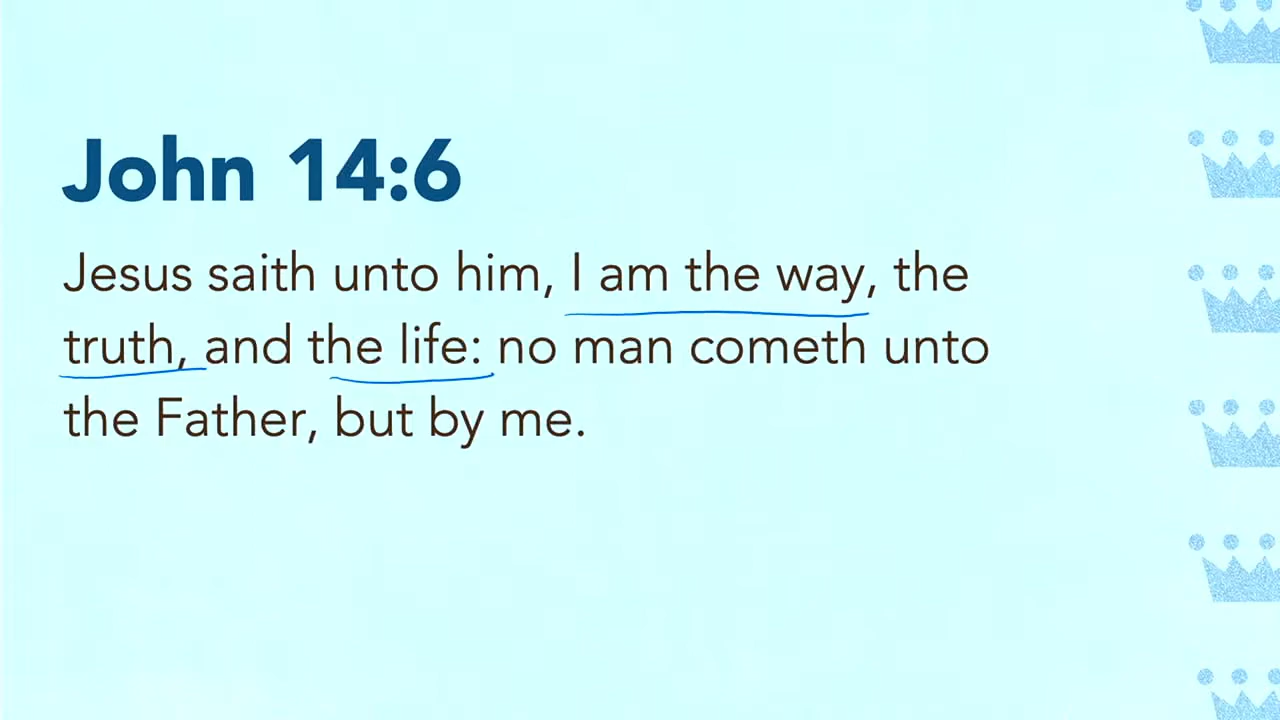 John 14:6
Jesus saith unto him, I am the way, the
truth, and the life: no man cometh unto
the Father, but by me.